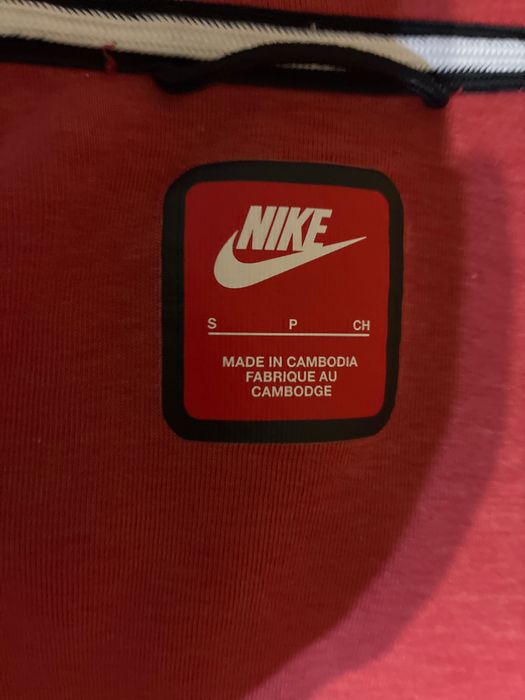 NIKE
S P CH
MADE IN CAMBODIA
FABRIQUE AU
CAMBODGE